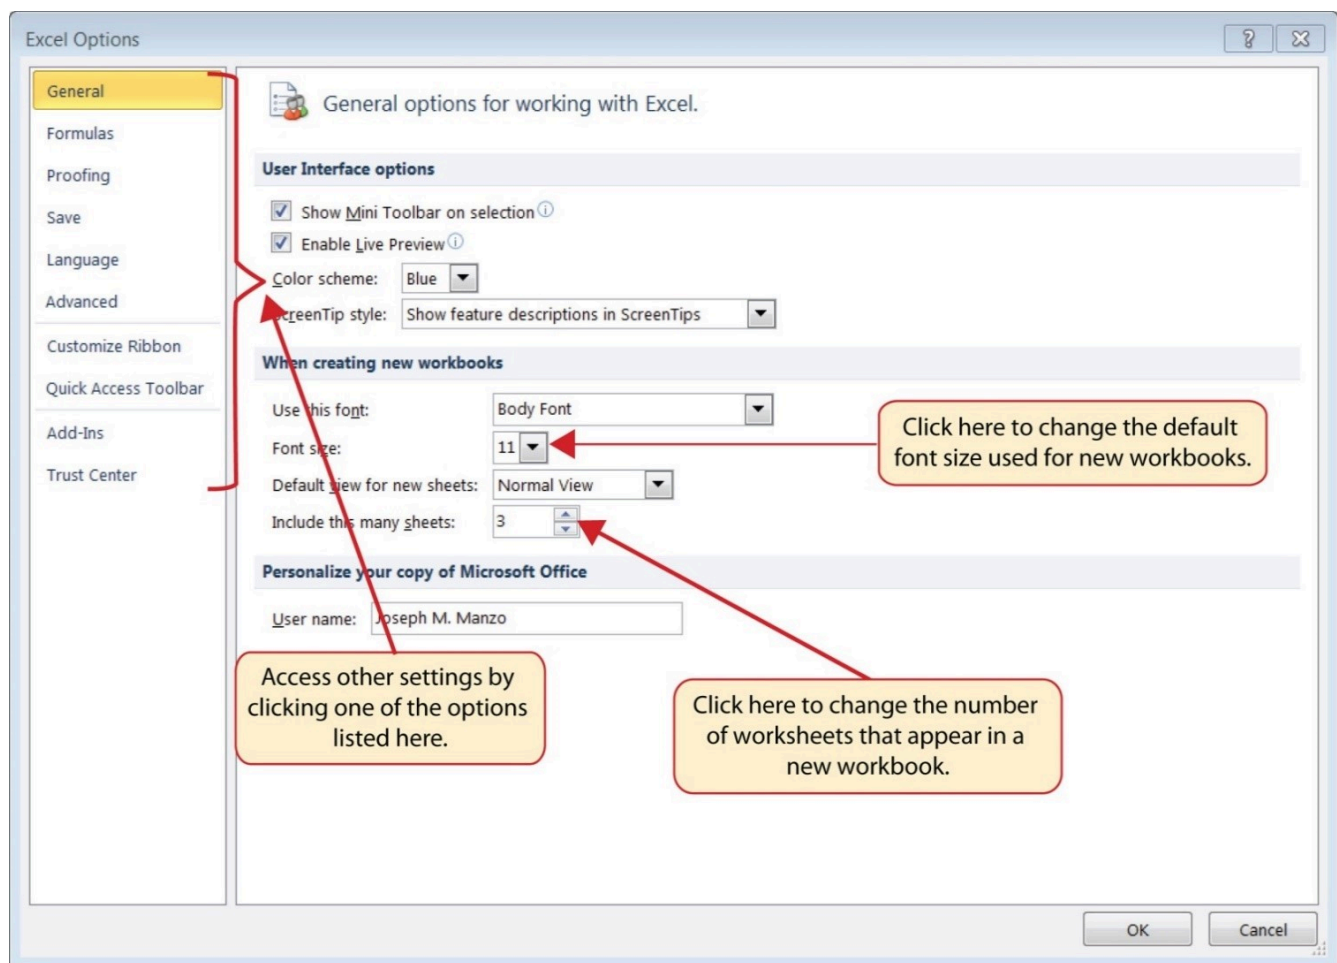 Excel Options
General
Formulas
Proofing
Save
Language
Advanced
Customize Ribbon
Quick Access Toolbar
Add-Ins
Trust Center
General options for working with Excel.
User Interface options
Show Mini Toolbar on selection
Enable Live Preview
Color scheme: Blue
ScreenTip style: Show feature descriptions in ScreenTips
When creating new workbooks
Use this font: Body Font
Font size: 11
Default view for new sheets: Normal View
Include this many sheets: 3
Click here to change the default
font size used for new workbooks.
Personalize your copy of Microsoft Office
User name: Joseph M. Manzo
Access other settings by
clicking one of the options
listed here.
Click here to change the number
of worksheets that appear in a
new workbook.
OK Cancel